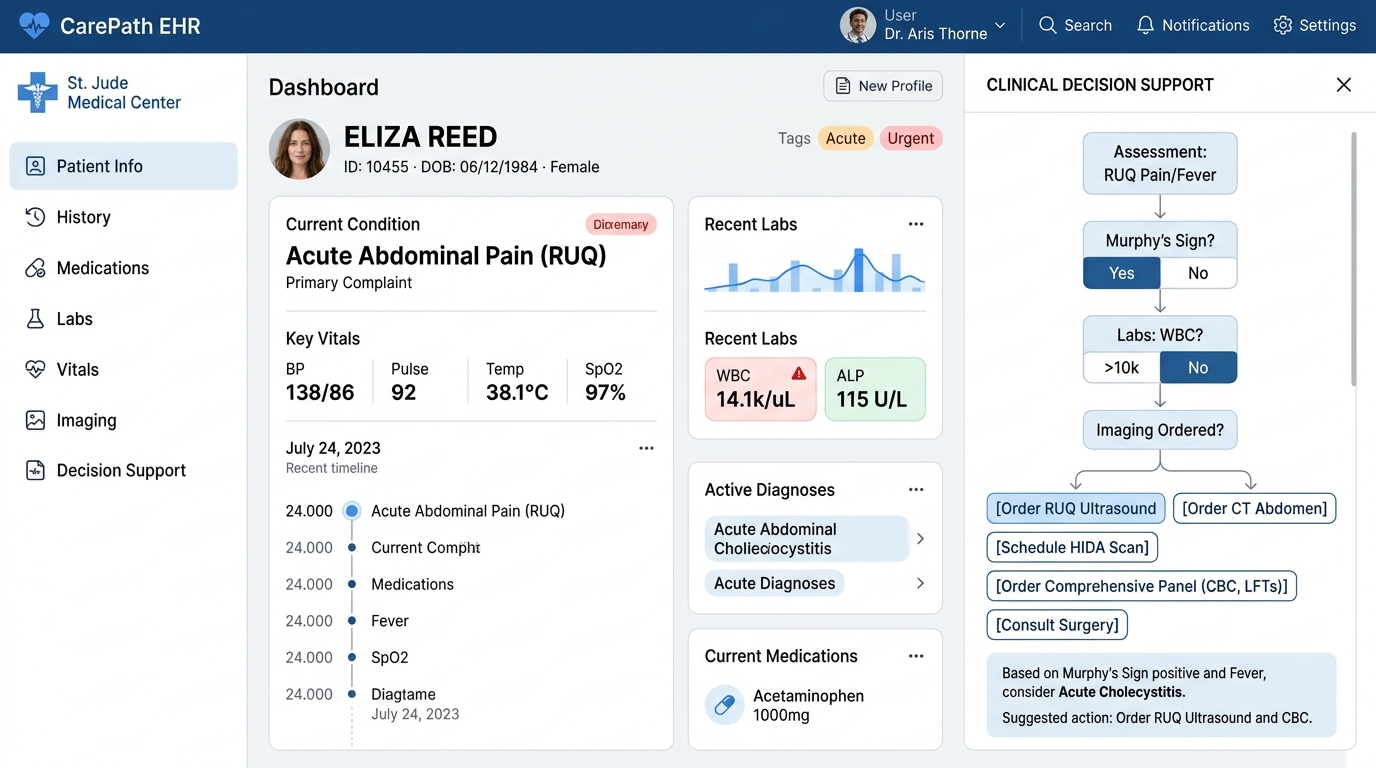 CarePath EHR
User
Dr. Aris Thorne
Search
Notifications
Settings
St. Jude
Medical Center
Patient Info
History
Medications
Labs
Vitals
Imaging
Decision Support
Dashboard
New Profile
ELIZA REED
ID: 10455 · DOB: 06/12/1984 · Female
Tags
Acute
Urgent
Current Condition
Acute Abdominal Pain (RUQ)
Primary Complaint
Key Vitals
BP
138/86
Pulse
92
Temp
38.1°C
SpO2
97%
July 24, 2023
Recent timeline
24.000
Acute Abdominal Pain (RUQ)
24.000
Current
24.000
Medications
24.000
Fever
24.000
SpO2
24.000
Diagtame
July 24, 2023
Recent Labs
Recent Labs
WBC
14.1k/uL
ALP
115 U/L
Active Diagnoses
Acute Abdominal
Acute Diagnoses
Current Medications
Acetaminophen
1000mg
CLINICAL DECISION SUPPORT
Assessment:
RUQ Pain/Fever
Murphy's Sign?
Yes
No
Labs: WBC?
>10k
No
Imaging Ordered?
[Order RUQ Ultrasound
[Order CT Abdomen]
[Schedule HIDA Scan]
[Order Comprehensive Panel (CBC, LFTs)]
[Consult Surgery]
Based on Murphy's Sign positive and Fever,
consider Acute Cholecystitis.
Suggested action: Order RUQ Ultrasound and CBC.